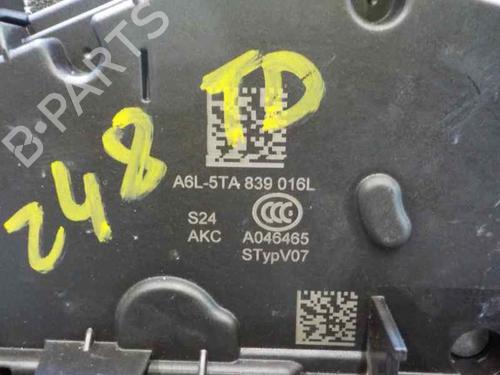 B-PARTS
248 TD
A6L-5TA 839 016L
S24
CCC
AKC A046465
STypV07